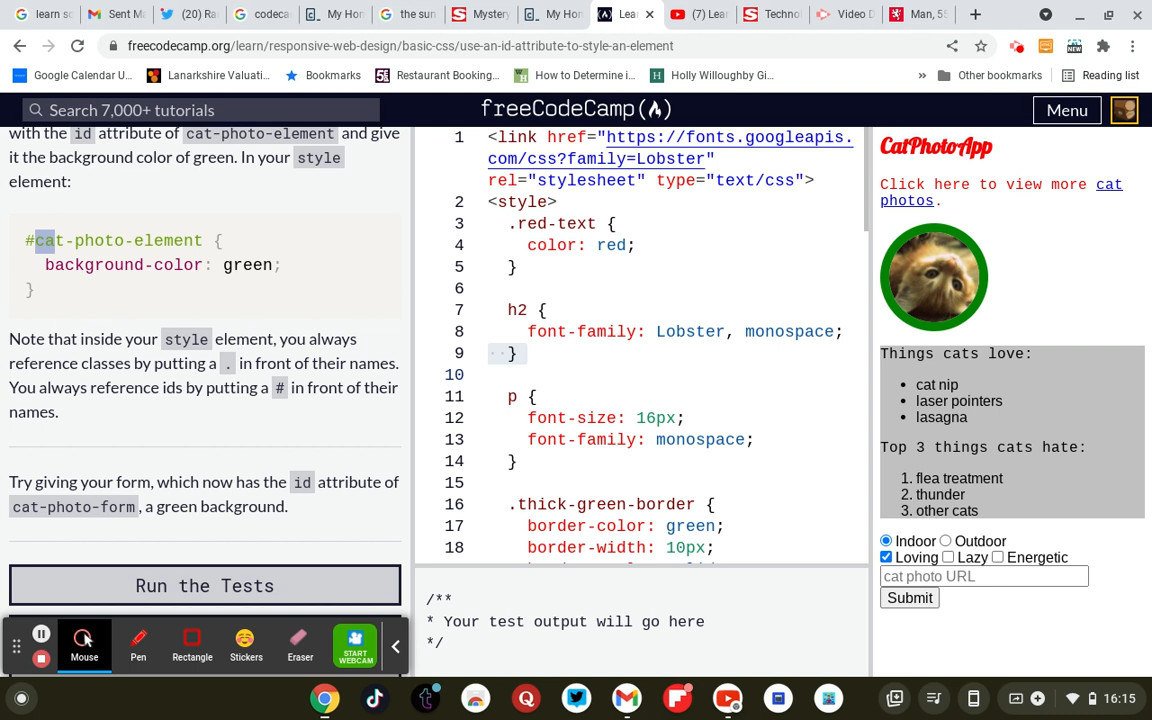 learn sc
Sent Ma
(20) Ra
codeca
My Hon
the sun
Mystery
My Hon
Lear
(7) Lear
Technol
Video D
Man, 55
freecodecamp.org/learn/responsive-web-design/basic-css/use-an-id-attribute-to-style-an-element
NEW
Google Calendar U...
Lanarkshire Valuati...
Bookmarks
Restaurant Booking...
How to Determine i...
Holly Willoughby Gi...
»
Other bookmarks
Reading list
Search 7,000+ tutorials
freeCodeCamp
Menu
with the id attribute of cat-photo-element and give
it the background color of green. In your style
element:
#cat-photo-element {
background-color: green;
}
Note that inside your style element, you always
reference classes by putting a . in front of their names.
You always reference ids by putting a # in front of their
names.
Try giving your form, which now has the id attribute of
cat-photo-form, a green background.
Run the Tests
1 <link href="https://fonts.googleapis.
com/css?family=Lobster"
rel="stylesheet" type="text/css">
2 <style>
3 .red-text {
4 color: red;
5 }
6
7 h2 {
8 font-family: Lobster, monospace;
9 }
10
11 p {
12 font-size: 16px;
13 font-family: monospace;
14 }
15
16 .thick-green-border {
17 border-color: green;
18 border-width: 10px;
/**
* Your test output will go here
*/
CatPhotoApp
Click here to view more cat
photos.
Things cats love:
• cat nip
• laser pointers
• lasagna
Top 3 things cats hate:
1. flea treatment
2. thunder
3. other cats
Indoor Outdoor
Loving Lazy Energetic
cat photo URL
Submit
Mouse
Pen
Rectangle
Stickers
Eraser
START
WEBCAM
16:15